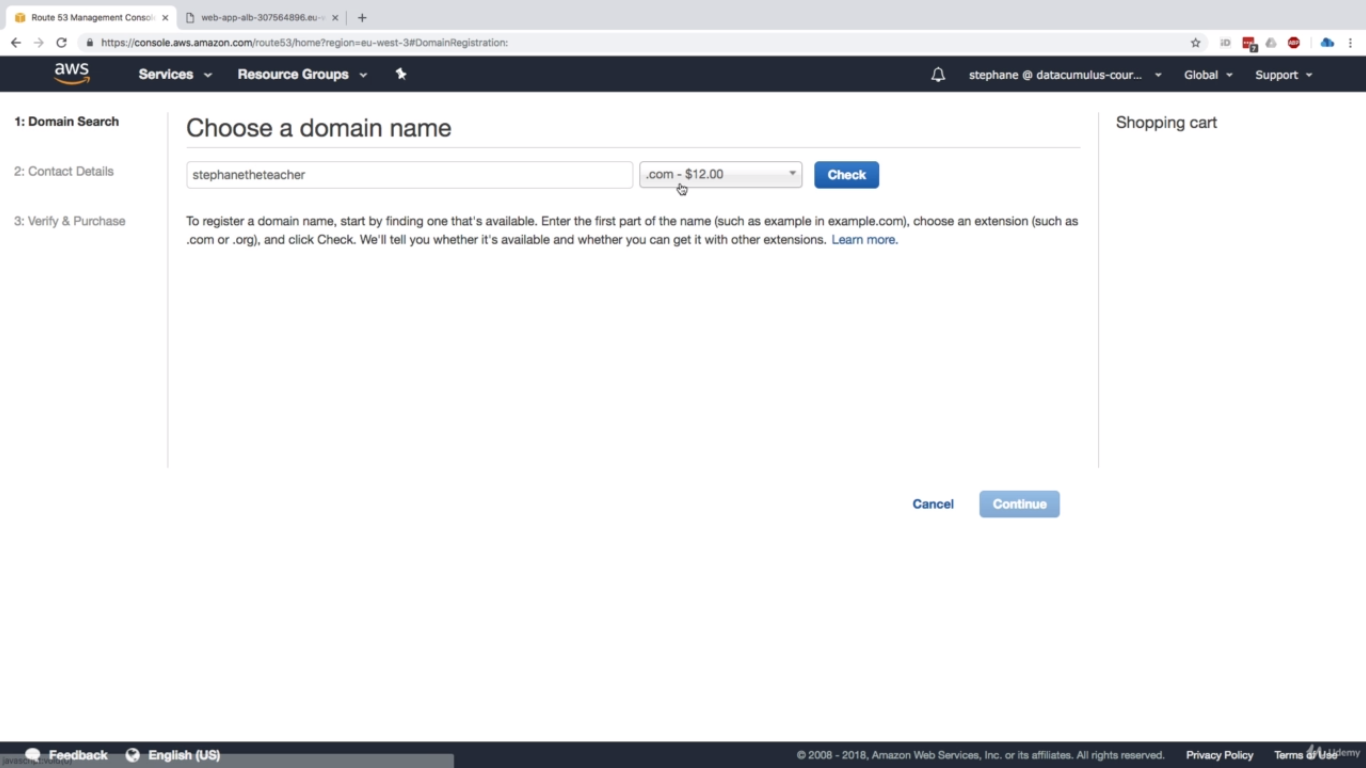 Route 53 Management Consol
web-app-alb-307564896.eu-
https://console.aws.amazon.com/route53/home?region=eu-west-3#DomainRegistration:
aws
Services
Resource Groups
stephane @ datacumulus-cour...
Global
Support
1: Domain Search
2: Contact Details
3: Verify & Purchase
Choose a domain name
stephanetheteacher
.com - $12.00
Check
To register a domain name, start by finding one that's available. Enter the first part of the name (such as example in example.com), choose an extension (such as
.com or .org), and click Check. We'll tell you whether it's available and whether you can get it with other extensions. Learn more.
Shopping cart
Cancel
Continue
Feedback
English (US)
© 2008 - 2018, Amazon Web Services, Inc. or its affiliates. All rights reserved.
Privacy Policy
Terms of Use
Udemy